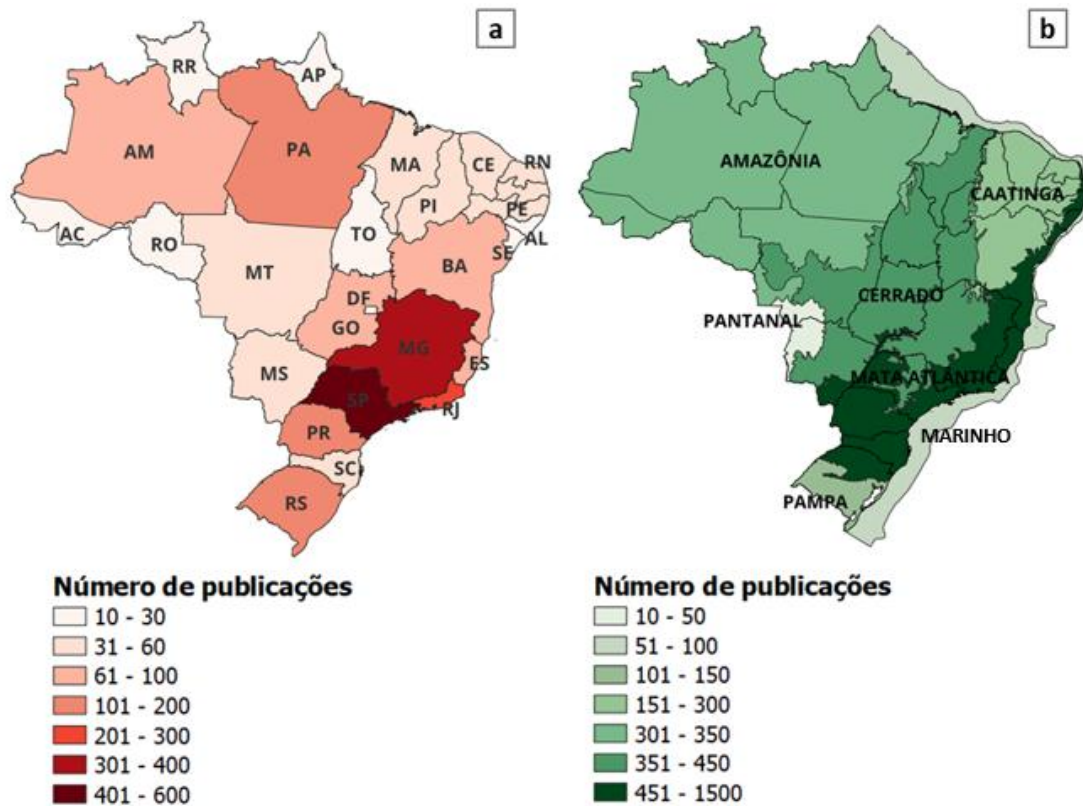 a
RR
AP
AM
PA
MA
CE
RN
PI
PE
AL
AC
RO
TO
SE
MT
BA
DF
GO
MG
ES
MS
SP
RJ
PR
SC
RS
Número de publicações
10 - 30
31 - 60
61 - 100
101 - 200
201 - 300
301 - 400
401 - 600
b
AMAZÔNIA
CAATINGA
CERRADO
PANTANAL
MATA ATLÂNTICA
MARINHO
PAMPA
Número de publicações
10 - 50
51 - 100
101 - 150
151 - 300
301 - 350
351 - 450
451 - 1500